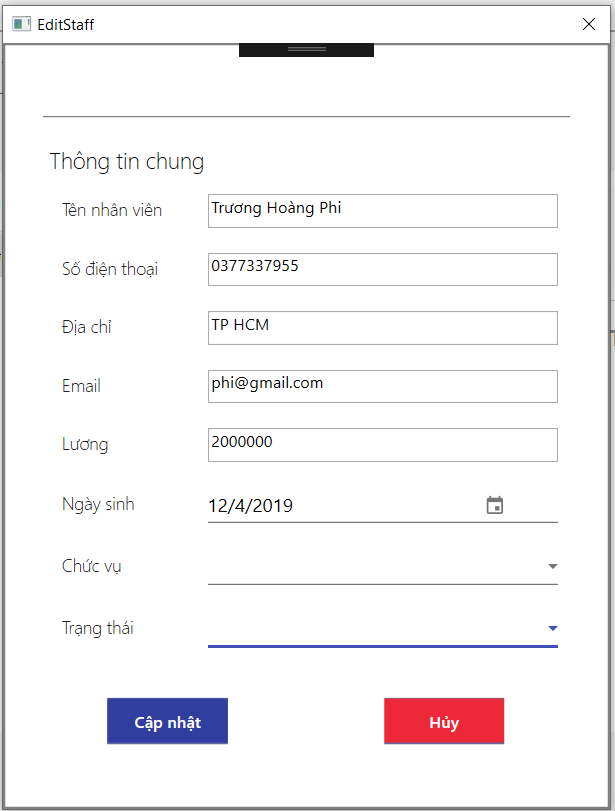 EditStaff
Thông tin chung
Tên nhân viên Trương Hoàng Phi
Số điện thoại 0377337955
Địa chỉ TP HCM
Email phi@gmail.com
Lương 2000000
Ngày sinh 12/4/2019
Chức vụ
Trạng thái
Cập nhật Hủy